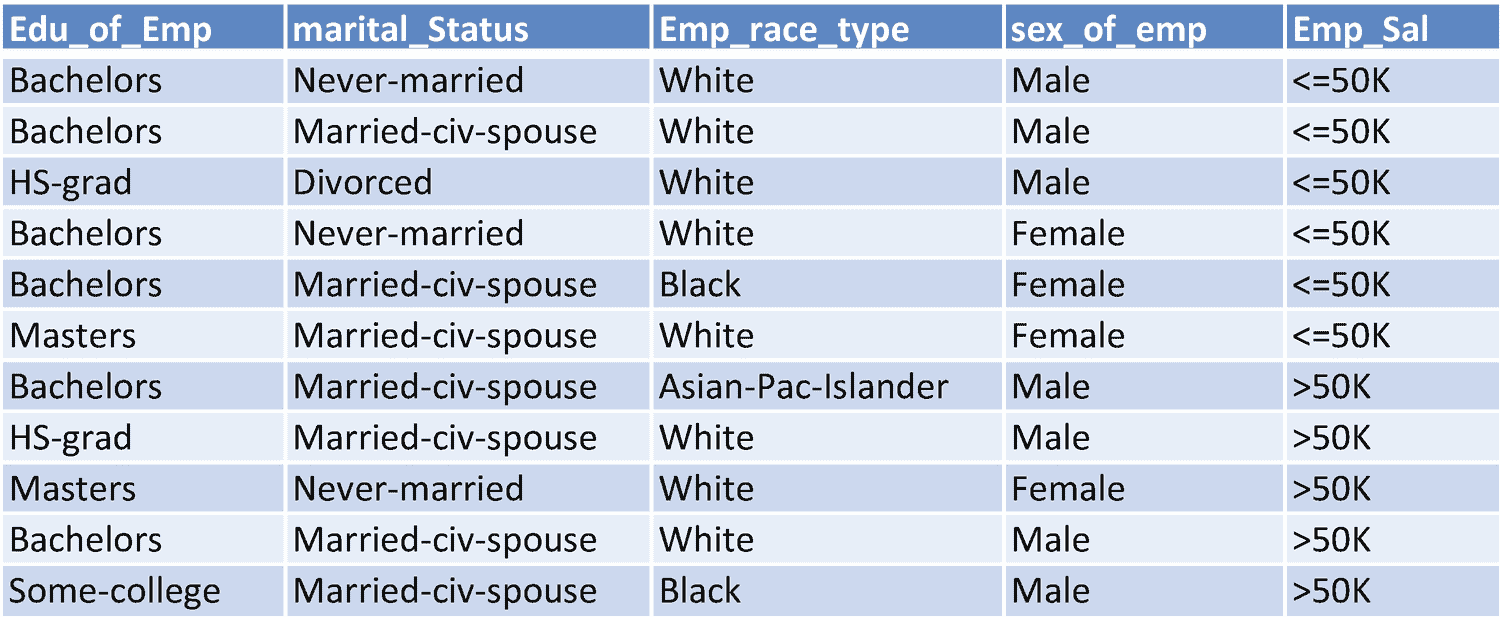 Edu_of_Emp marital_Status Emp_race_type sex_of_emp Emp_Sal
Bachelors Never-married White Male <=50K
Bachelors Married-civ-spouse White Male <=50K
HS-grad Divorced White Male <=50K
Bachelors Never-married White Female <=50K
Bachelors Married-civ-spouse Black Female <=50K
Masters Married-civ-spouse White Female <=50K
Bachelors Married-civ-spouse Asian-Pac-Islander Male >50K
HS-grad Married-civ-spouse White Male >50K
Masters Never-married White Female >50K
Bachelors Married-civ-spouse White Male >50K
Some-college Married-civ-spouse Black Male >50K